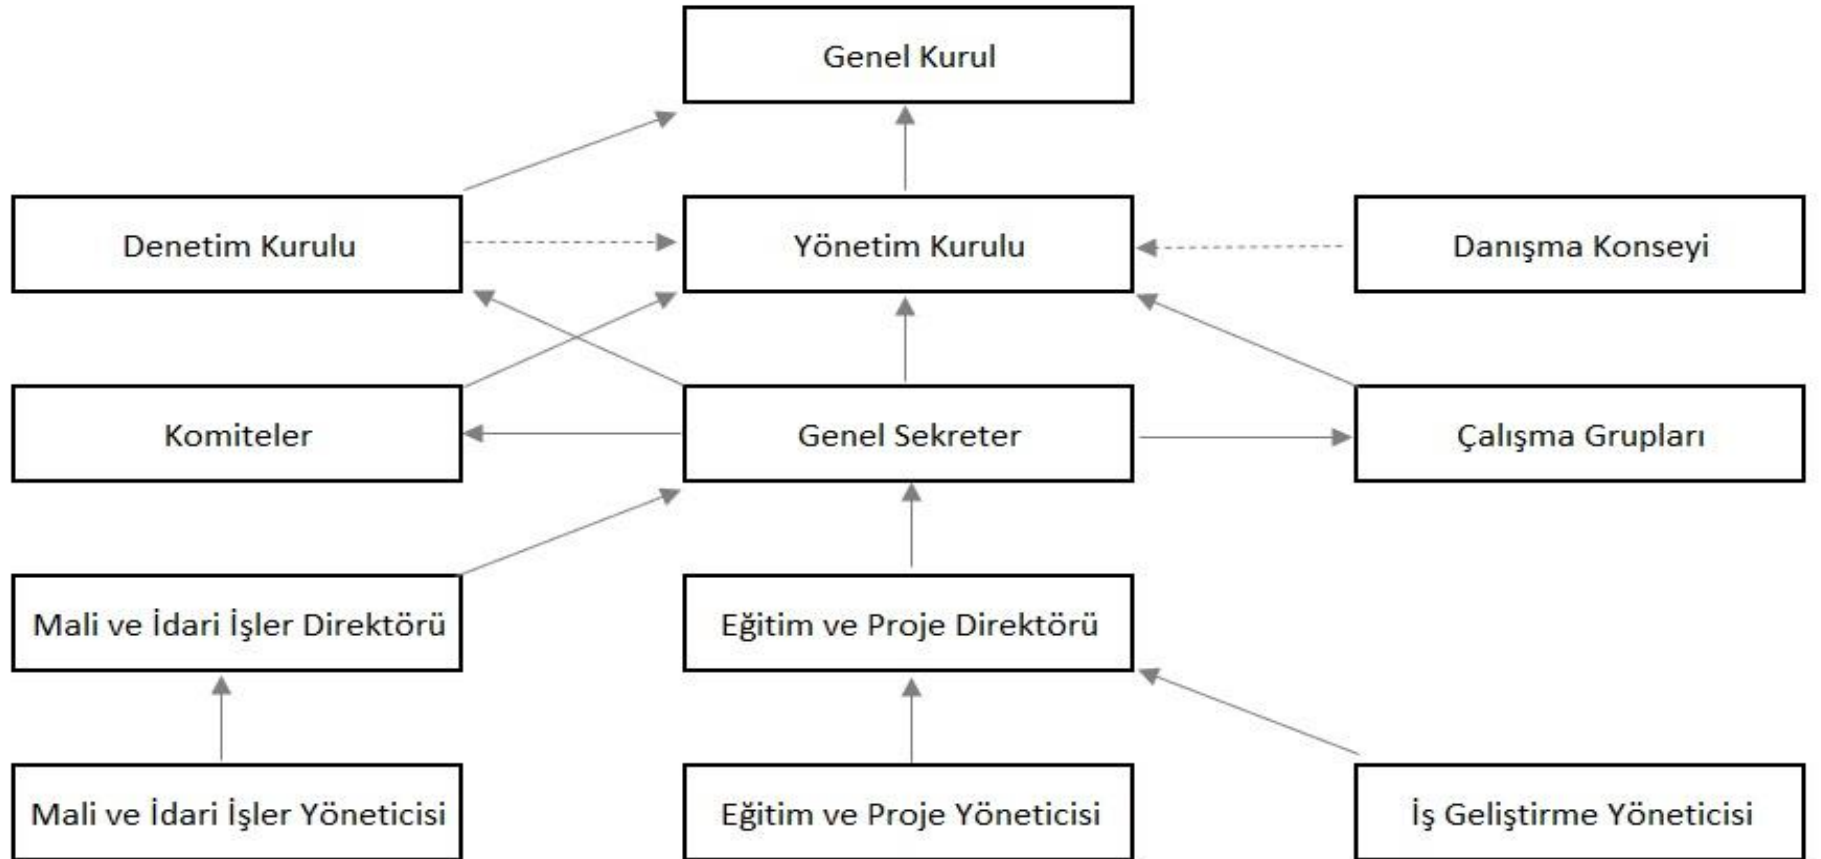 Genel Kurul
Denetim Kurulu
Yönetim Kurulu
Danışma Konseyi
Komiteler
Genel Sekreter
Çalışma Grupları
Mali ve İdari İşler Direktörü
Eğitim ve Proje Direktörü
Mali ve İdari İşler Yöneticisi
Eğitim ve Proje Yöneticisi
İş Geliştirme Yöneticisi